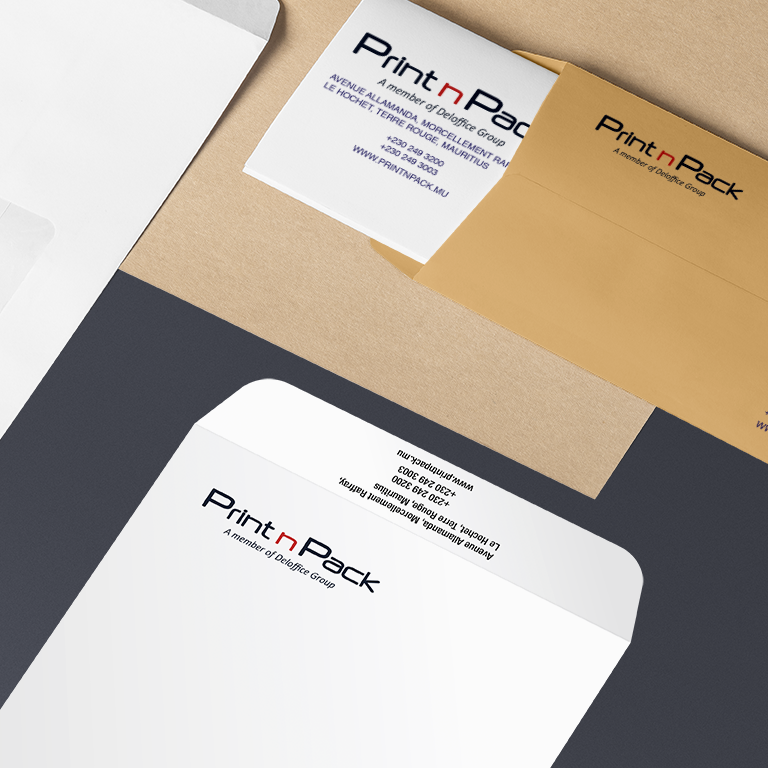 Print n Pac
A member of Deloffice Group
AVENUE ALLAMANDA, MORCELLEMENT RAF
LE HOCHET, TERRE ROUGE, MAURITIUS
+230 249 3200
+230 249 3003
WWW.PRINTNPACK.MU
Print n Pack
A member of Deloffice Group
Avenue Allamanda, Morcellement Raffray,
Le Hochet, Terre Rouge, Mauritius
+230 249 3200
+230 249 3003
www.printnpack.mu
Print n Pack
A member of Deloffice Group